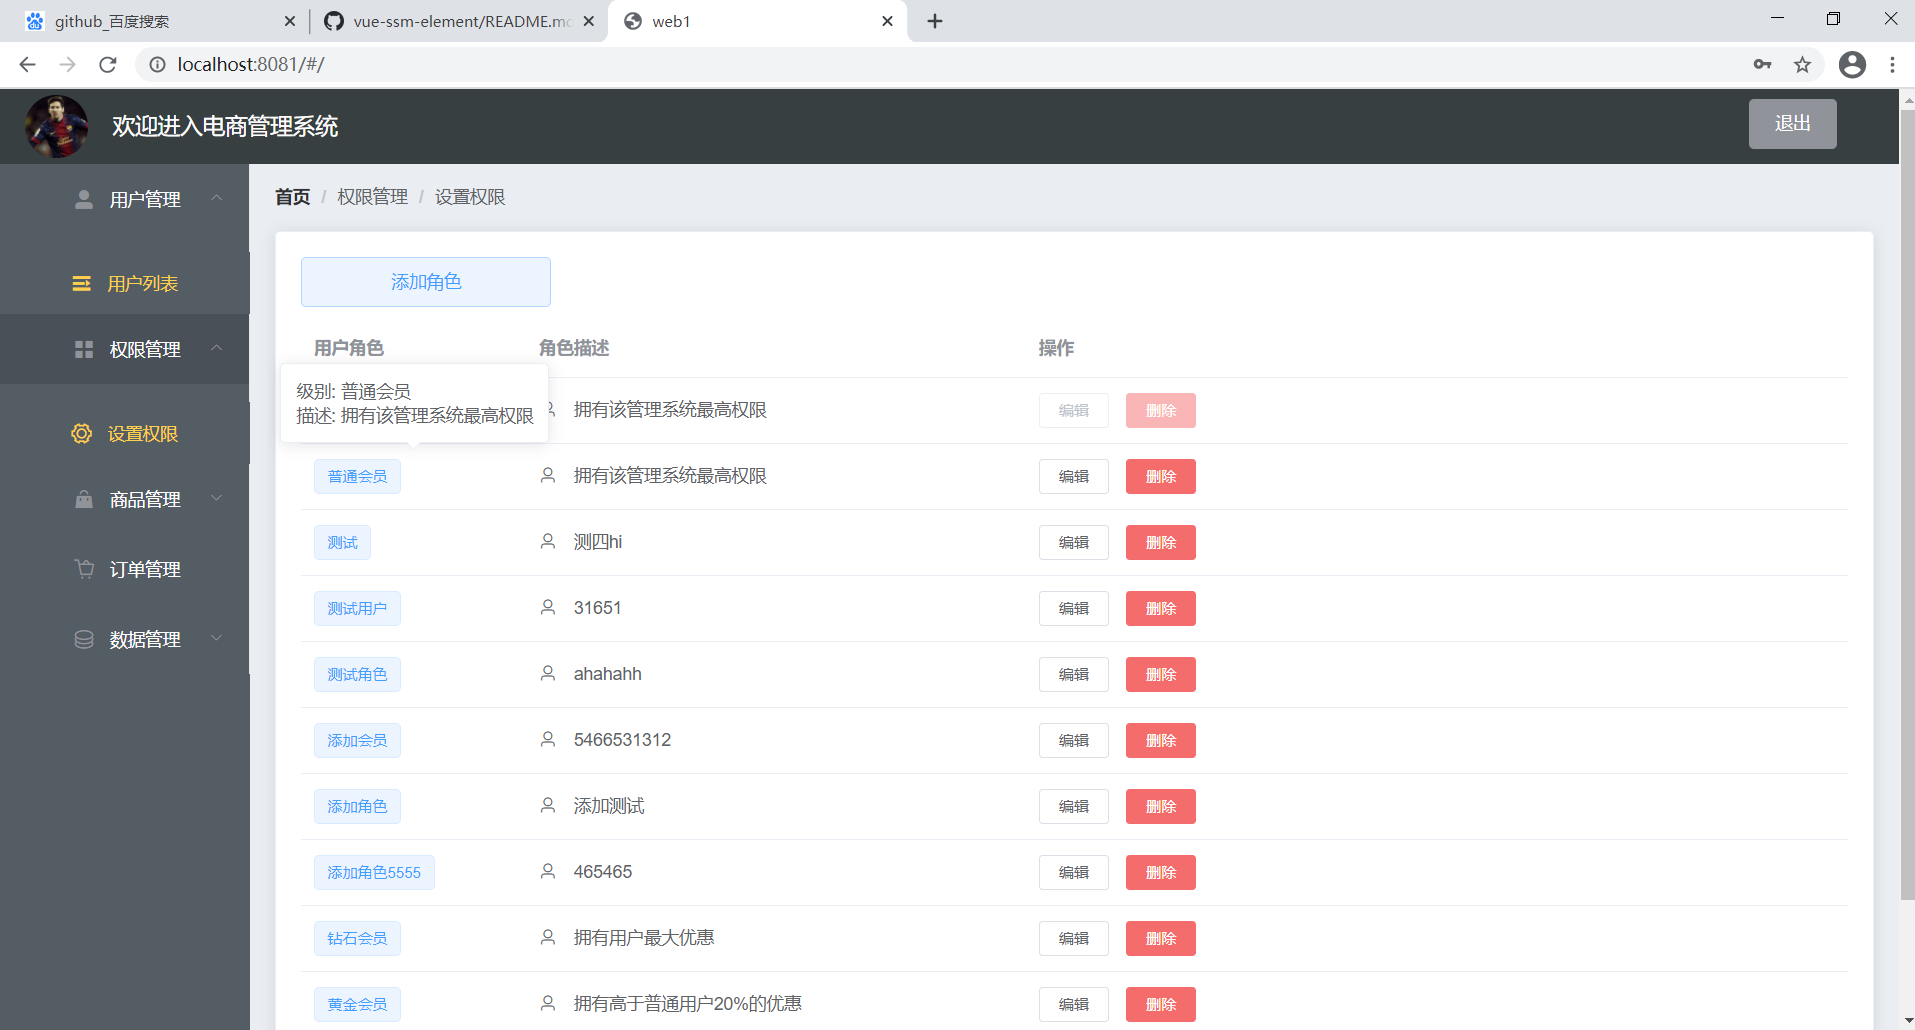 github_百度搜索
vue-ssm-element/README.mc
web1
localhost:8081/#/
欢迎进入电商管理系统
退出
用户管理
用户列表
权限管理
设置权限
商品管理
订单管理
数据管理
首页 / 权限管理 / 设置权限
添加角色
用户角色 角色描述 操作
级别: 普通会员
描述: 拥有该管理系统最高权限
拥有该管理系统最高权限 编辑 删除
普通会员 拥有该管理系统最高权限 编辑 删除
测试 测四hi 编辑 删除
测试用户 31651 编辑 删除
测试角色 ahahahh 编辑 删除
添加会员 5466531312 编辑 删除
添加角色 添加测试 编辑 删除
添加角色5555 465465 编辑 删除
钻石会员 拥有用户最大优惠 编辑 删除
黄金会员 拥有高于普通用户20%的优惠 编辑 删除